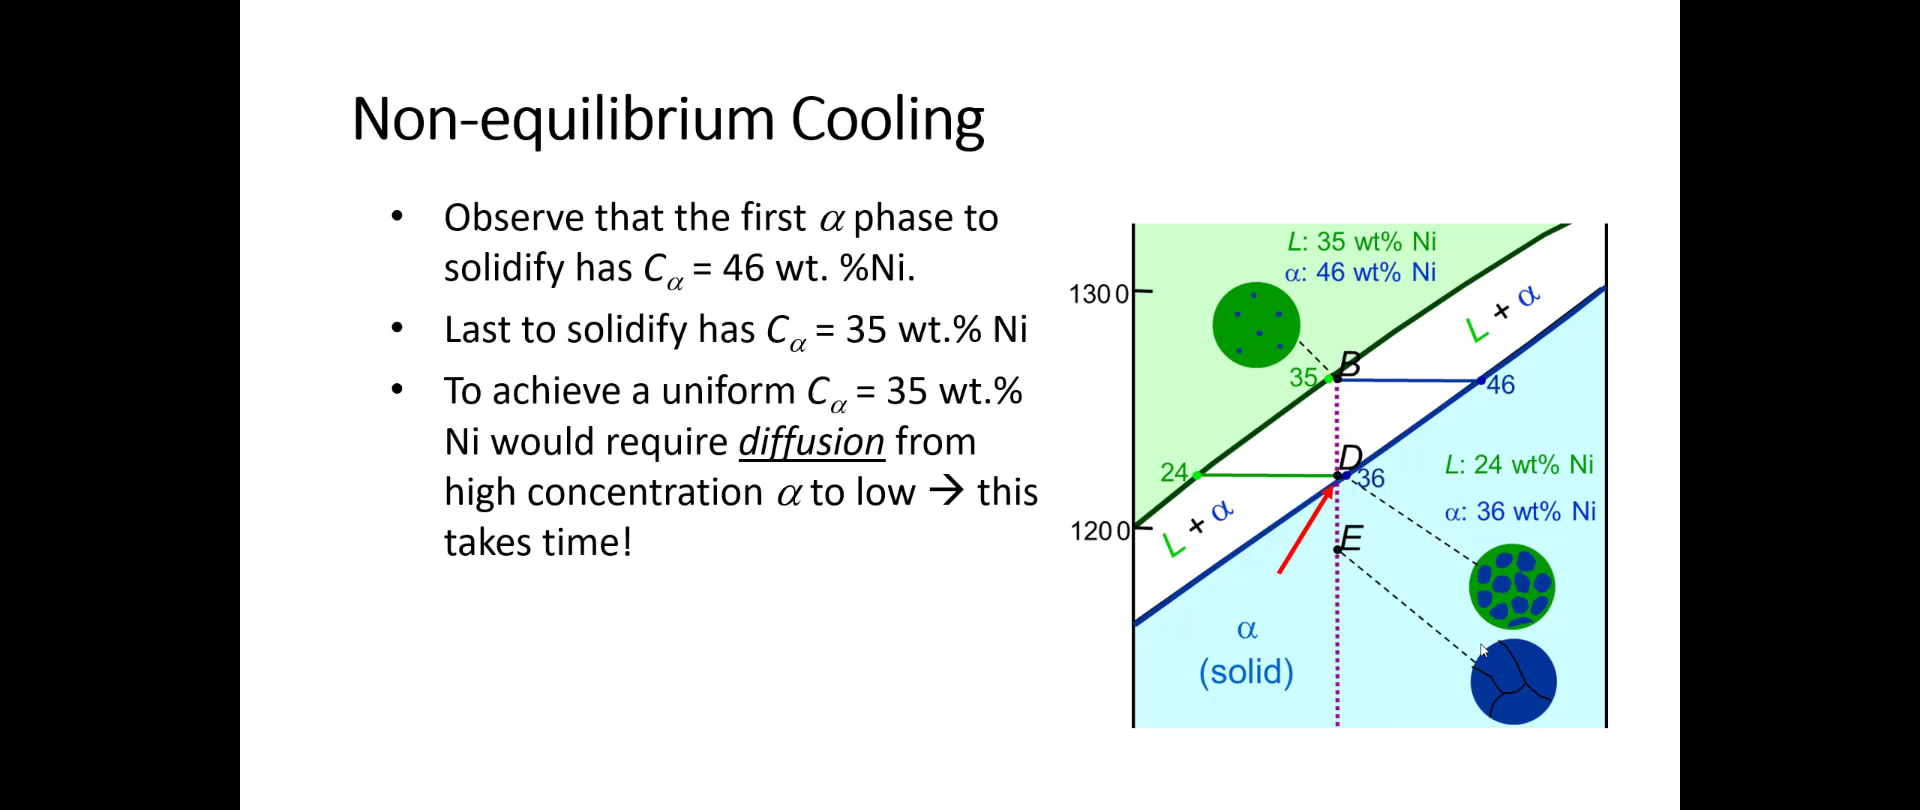 Non-equilibrium Cooling
• Observe that the first α phase to
solidify has Cα = 46 wt. %Ni.
• Last to solidify has Cα = 35 wt.% Ni
• To achieve a uniform Cα = 35 wt.%
Ni would require diffusion from
high concentration α to low → this
takes time!
L: 35 wt% Ni
α: 46 wt% Ni
1300
L + α
B
35
46
D
24
36
L: 24 wt% Ni
α: 36 wt% Ni
L + α
1200
E
α
(solid)